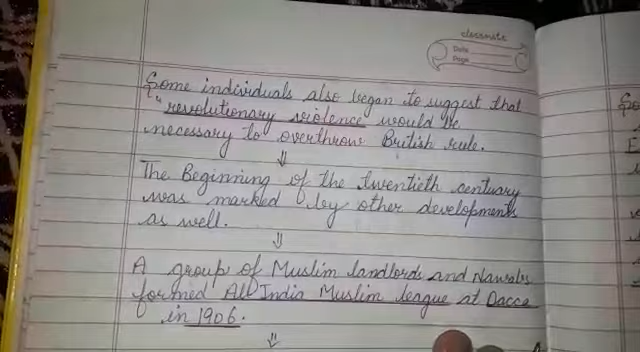 classmate
Date
Page
Some individuals also began to suggest that
"revolutionary violence would be
necessary to overthrow British rule.
⇓
The Beginning of the twentieth centuary
was marked by other developments
as well.
⇓
A group of Muslim landlords and Nawabs
formed All India Muslim league at Dacca
in 1906.
⇓